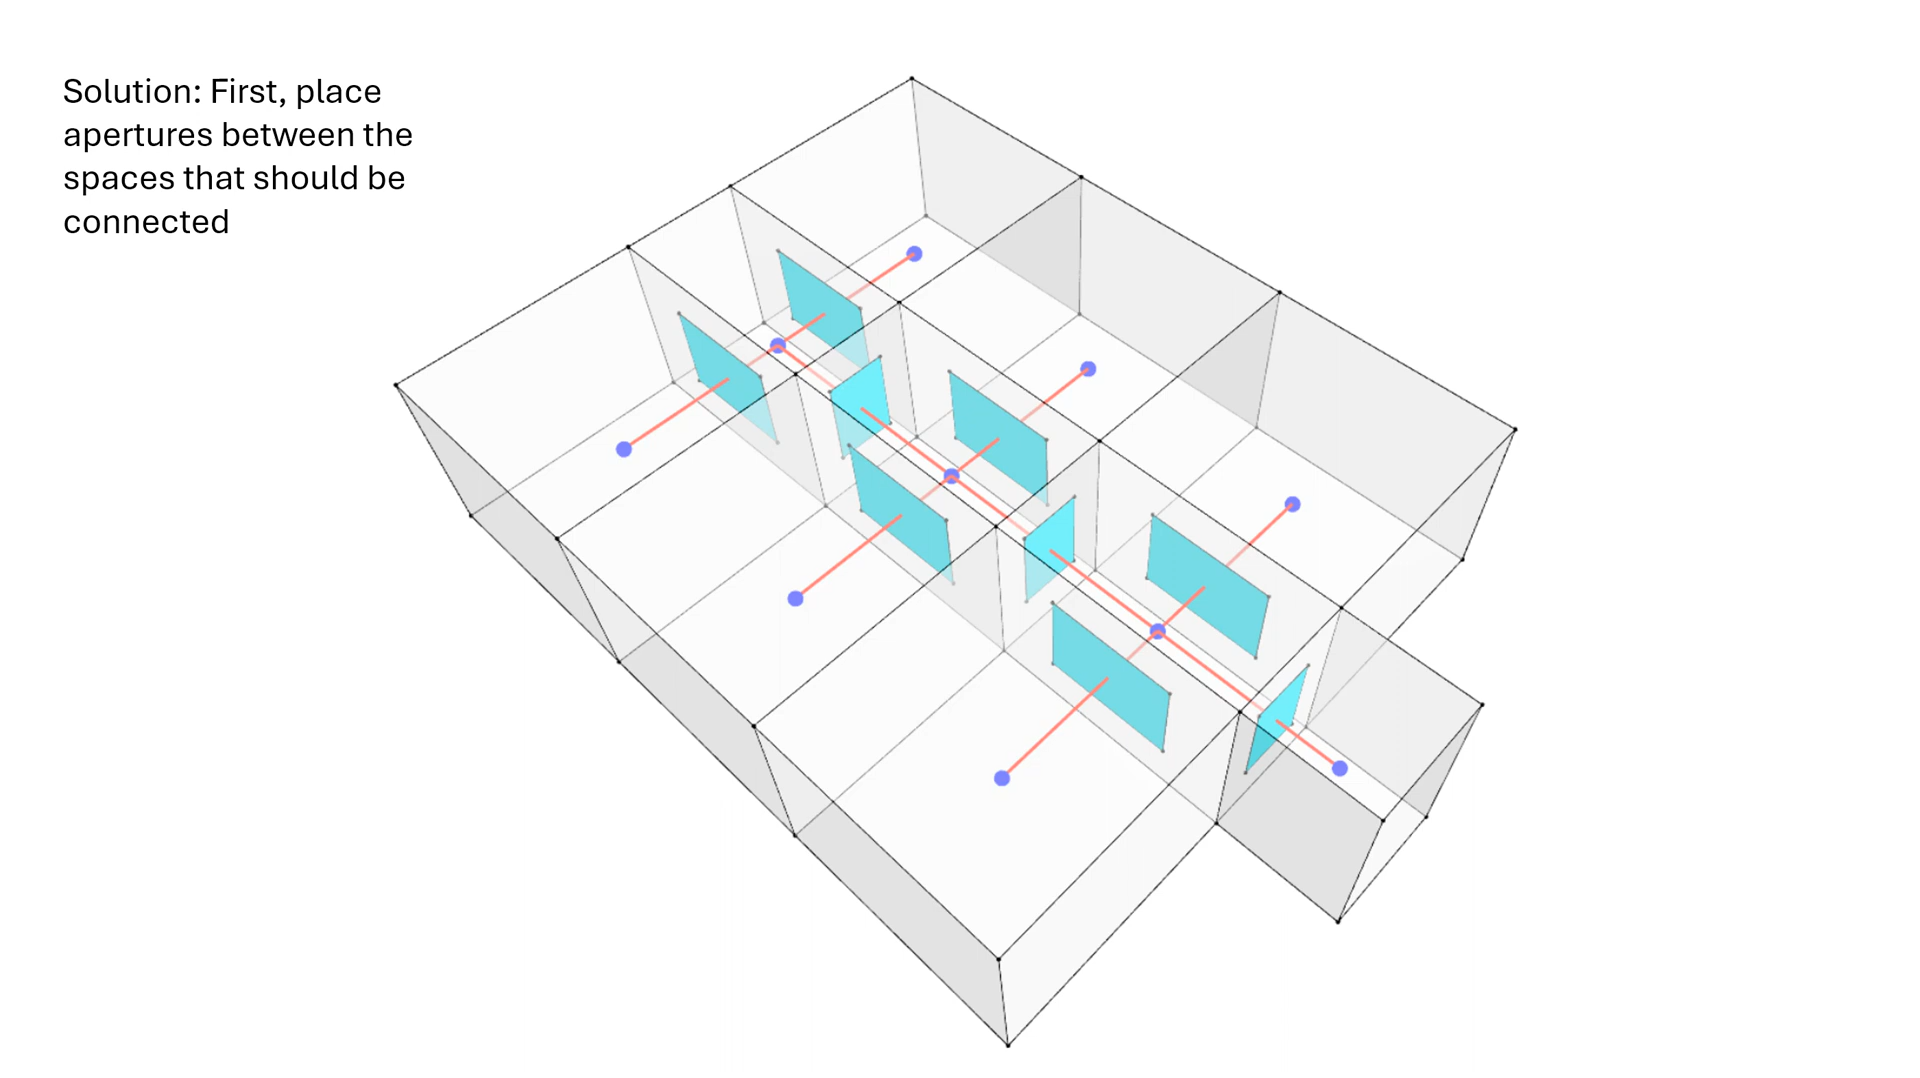 Solution: First, place
apertures between the
spaces that should be
connected